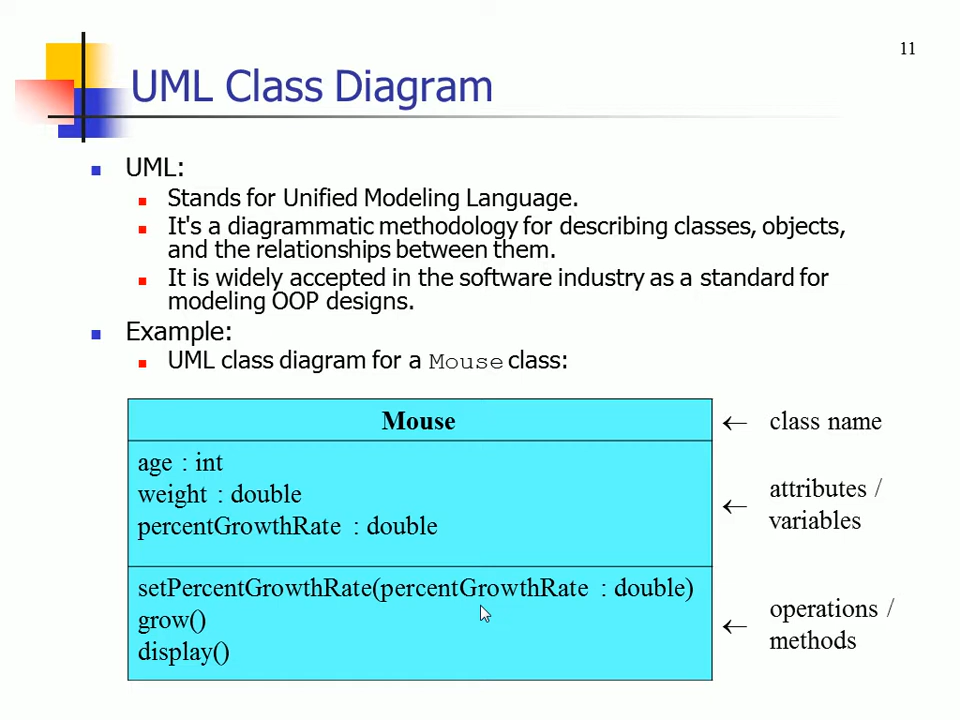 11
UML Class Diagram
UML:
Stands for Unified Modeling Language.
It's a diagrammatic methodology for describing classes, objects,
and the relationships between them.
It is widely accepted in the software industry as a standard for
modeling OOP designs.
Example:
UML class diagram for a Mouse class:
Mouse
← class name
age : int
weight : double
percentGrowthRate : double
← attributes /
variables
setPercentGrowthRate(percentGrowthRate : double)
grow()
display()
← operations /
methods